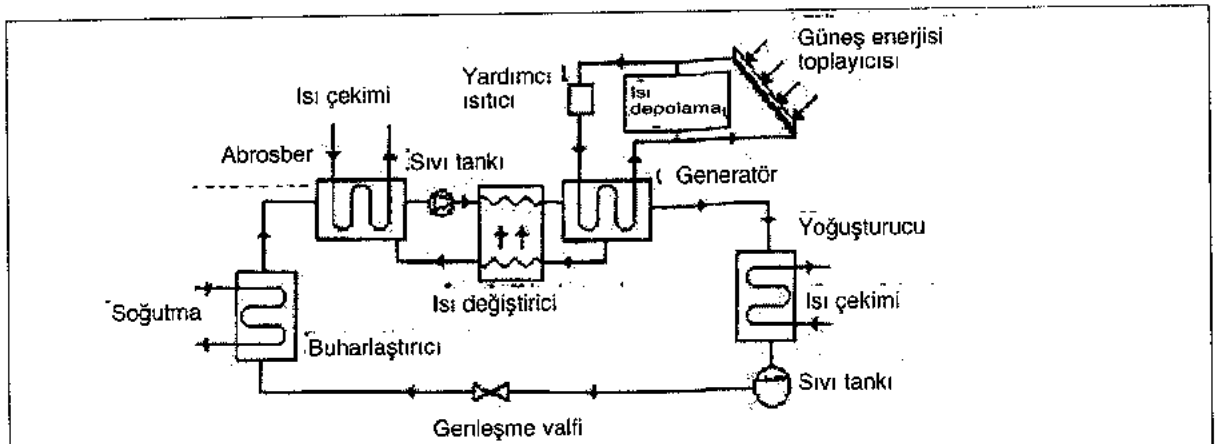 Güneş enerjisi
toplayıcısı
Yardımcı
ısıtıcı
Isı
depolama
Isı çekimi
Abrosber
Sıvı tankı
Generatör
Yoğuşturucu
Isı değiştirici
Isı çekimi
Soğutma
Buharlaştırıcı
Sıvı tankı
Genleşme valfi